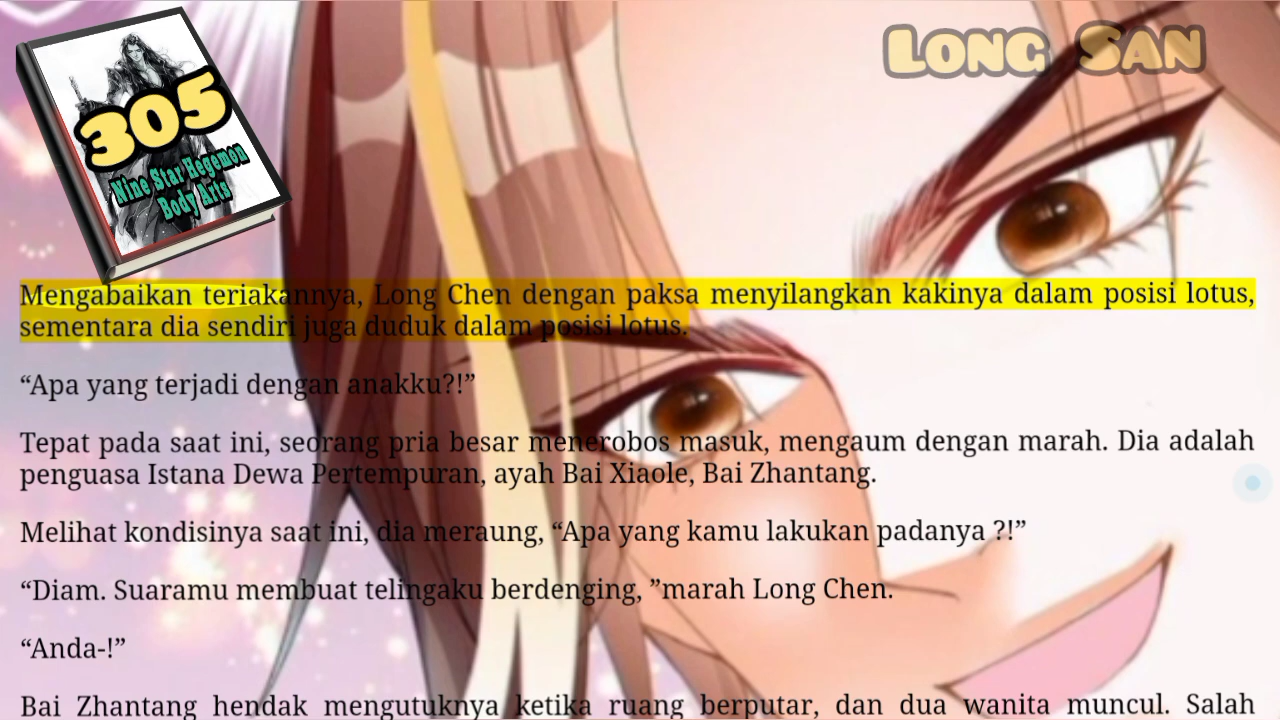 Long San
305
Nine Star Hegemon
Body Arts
Mengabaikan teriakannya, Long Chen dengan paksa menyilangkan kakinya dalam posisi lotus,
sementara dia sendiri juga duduk dalam posisi lotus.
“Apa yang terjadi dengan anakku?!”
Tepat pada saat ini, seorang pria besar menerobos masuk, mengaum dengan marah. Dia adalah
penguasa Istana Dewa Pertempuran, ayah Bai Xiaole, Bai Zhantang.
Melihat kondisinya saat ini, dia meraung, “Apa yang kamu lakukan padanya ?!”
“Diam. Suaramu membuat telingaku berdenging, ”marah Long Chen.
“Anda-!”
Bai Zhantang hendak mengutuknya ketika ruang berputar, dan dua wanita muncul. Salah